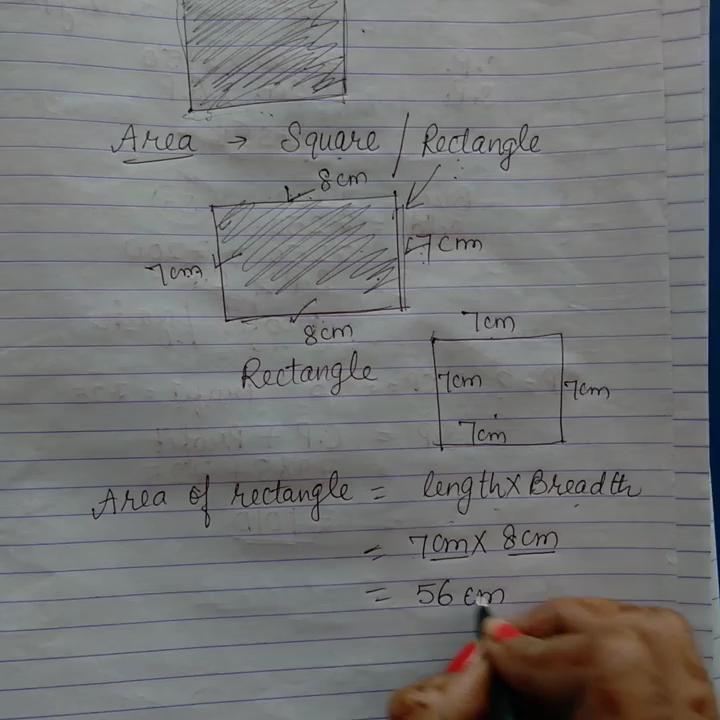 Area → Square / Rectangle
8cm
7cm
7cm
8cm
Rectangle
7cm
7cm
7cm
7cm
Area of rectangle = length × Breadth
= 7cm × 8cm
= 56 cm